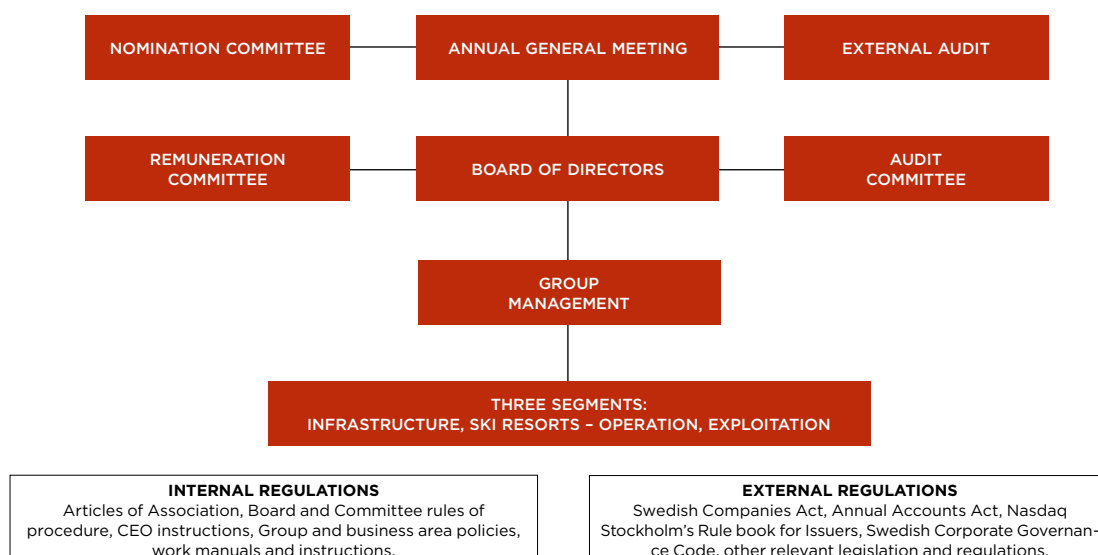 NOMINATION COMMITTEE
ANNUAL GENERAL MEETING
EXTERNAL AUDIT
REMUNERATION
COMMITTEE
BOARD OF DIRECTORS
AUDIT
COMMITTEE
GROUP
MANAGEMENT
THREE SEGMENTS:
INFRASTRUCTURE, SKI RESORTS – OPERATION, EXPLOITATION
INTERNAL REGULATIONS
Articles of Association, Board and Committee rules of
procedure, CEO instructions, Group and business area policies,
work manuals and instructions.
EXTERNAL REGULATIONS
Swedish Companies Act, Annual Accounts Act, Nasdaq
Stockholm's Rule book for Issuers, Swedish Corporate Governan-
ce Code, other relevant legislation and regulations.